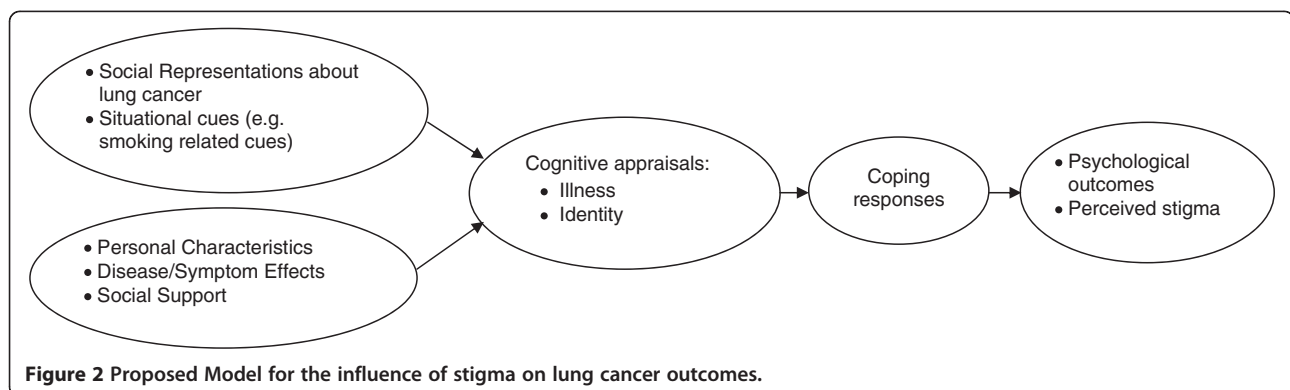 • Social Representations about
lung cancer
• Situational cues (e.g.
smoking related cues)
• Personal Characteristics
• Disease/Symptom Effects
• Social Support
Cognitive appraisals:
• Illness
• Identity
Coping
responses
• Psychological
outcomes
• Perceived stigma
Figure 2 Proposed Model for the influence of stigma on lung cancer outcomes.